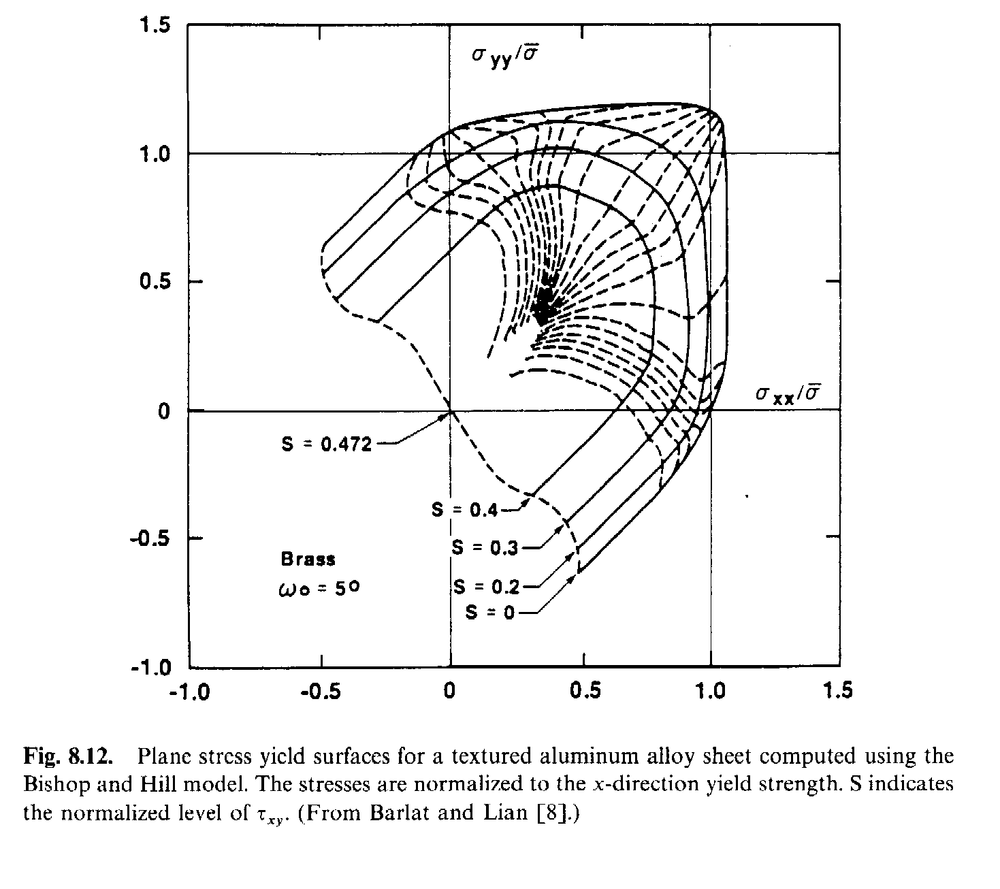 1.5
σyy/σ̅
1.0
0.5
σxx/σ̅
0
S = 0.472
S = 0.4
-0.5
S = 0.3
Brass
ωo = 5o
S = 0.2
S = 0
-1.0
-1.0 -0.5 0 0.5 1.0 1.5
Fig. 8.12. Plane stress yield surfaces for a textured aluminum alloy sheet computed using the
Bishop and Hill model. The stresses are normalized to the x-direction yield strength. S indicates
the normalized level of τxy. (From Barlat and Lian [8].)